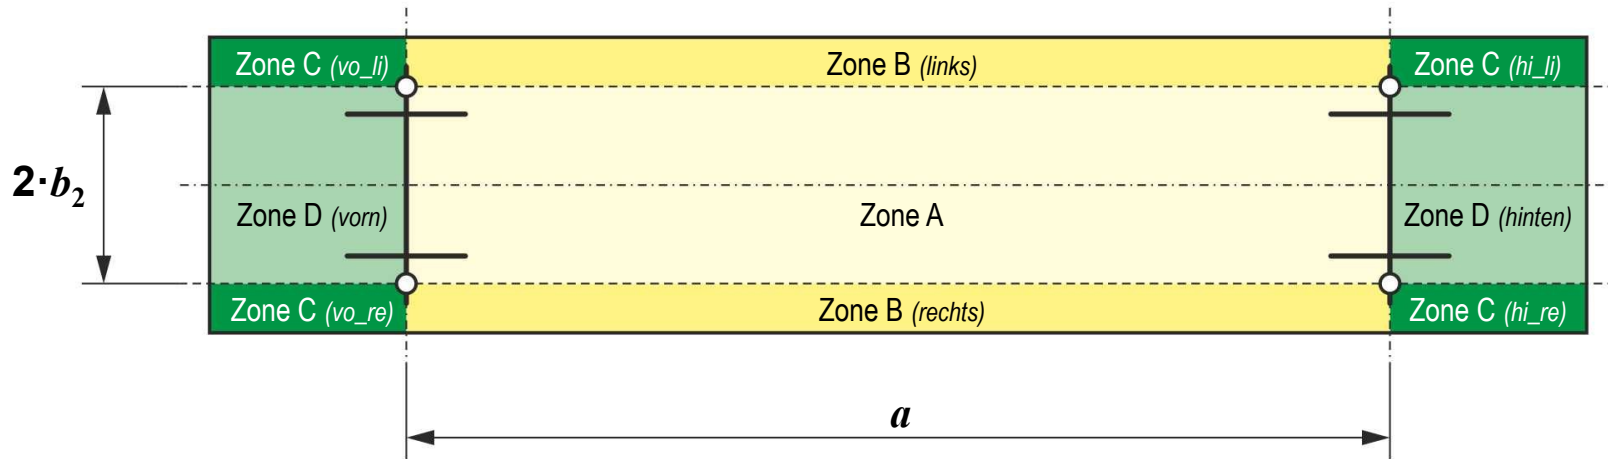 Zone C (vo_li)
Zone B (links)
Zone C (hi_li)
2·b₂
Zone D (vorn)
Zone A
Zone D (hinten)
Zone C (vo_re)
Zone B (rechts)
Zone C (hi_re)
a